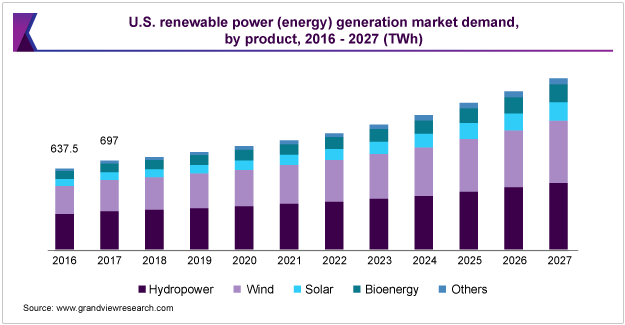 U.S. renewable power (energy) generation market demand,
by product, 2016 - 2027 (TWh)
637.5
697
2016 2017 2018 2019 2020 2021 2022 2023 2024 2025 2026 2027
Hydropower Wind Solar Bioenergy Others
Source: www.grandviewresearch.com